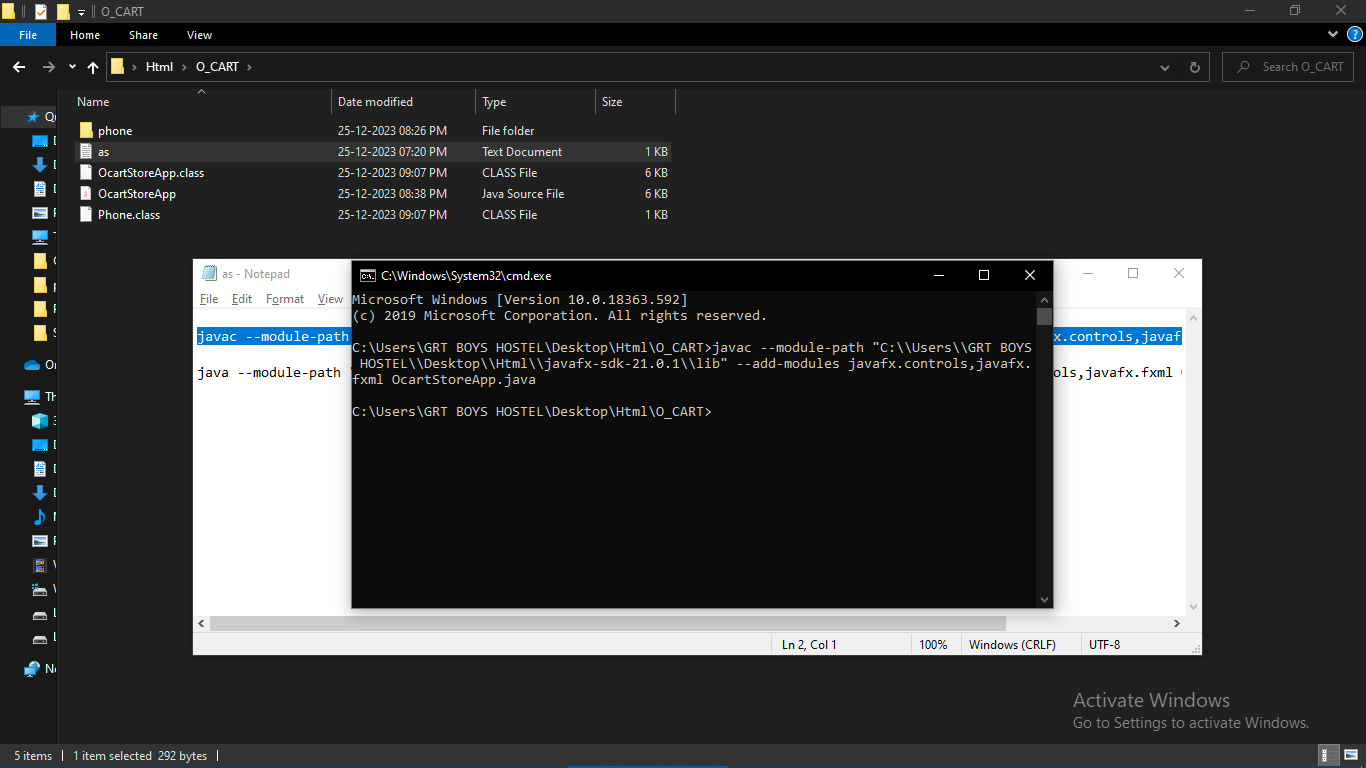 O_CART
File Home Share View
Html O_CART
Search O_CART
Name Date modified Type Size
phone 25-12-2023 08:26 PM File folder
as 25-12-2023 07:20 PM Text Document 1 KB
OcartStoreApp.class 25-12-2023 09:07 PM CLASS File 6 KB
OcartStoreApp 25-12-2023 08:38 PM Java Source File 6 KB
Phone.class 25-12-2023 09:07 PM CLASS File 1 KB
as - Notepad
File Edit Format View
javac --module-path
x.controls,javaf
java --module-path
ols,javafx.fxml
Ln 2, Col 1 100% Windows (CRLF) UTF-8
C:\Windows\System32\cmd.exe
Microsoft Windows [Version 10.0.18363.592]
(c) 2019 Microsoft Corporation. All rights reserved.
C:\Users\GRT BOYS HOSTEL\Desktop\Html\O_CART>javac --module-path "C:\\Users\\GRT BOYS
HOSTEL\\Desktop\\Html\\javafx-sdk-21.0.1\\lib" --add-modules javafx.controls,javafx.
fxml OcartStoreApp.java
C:\Users\GRT BOYS HOSTEL\Desktop\Html\O_CART>
Activate Windows
Go to Settings to activate Windows.
5 items 1 item selected 292 bytes